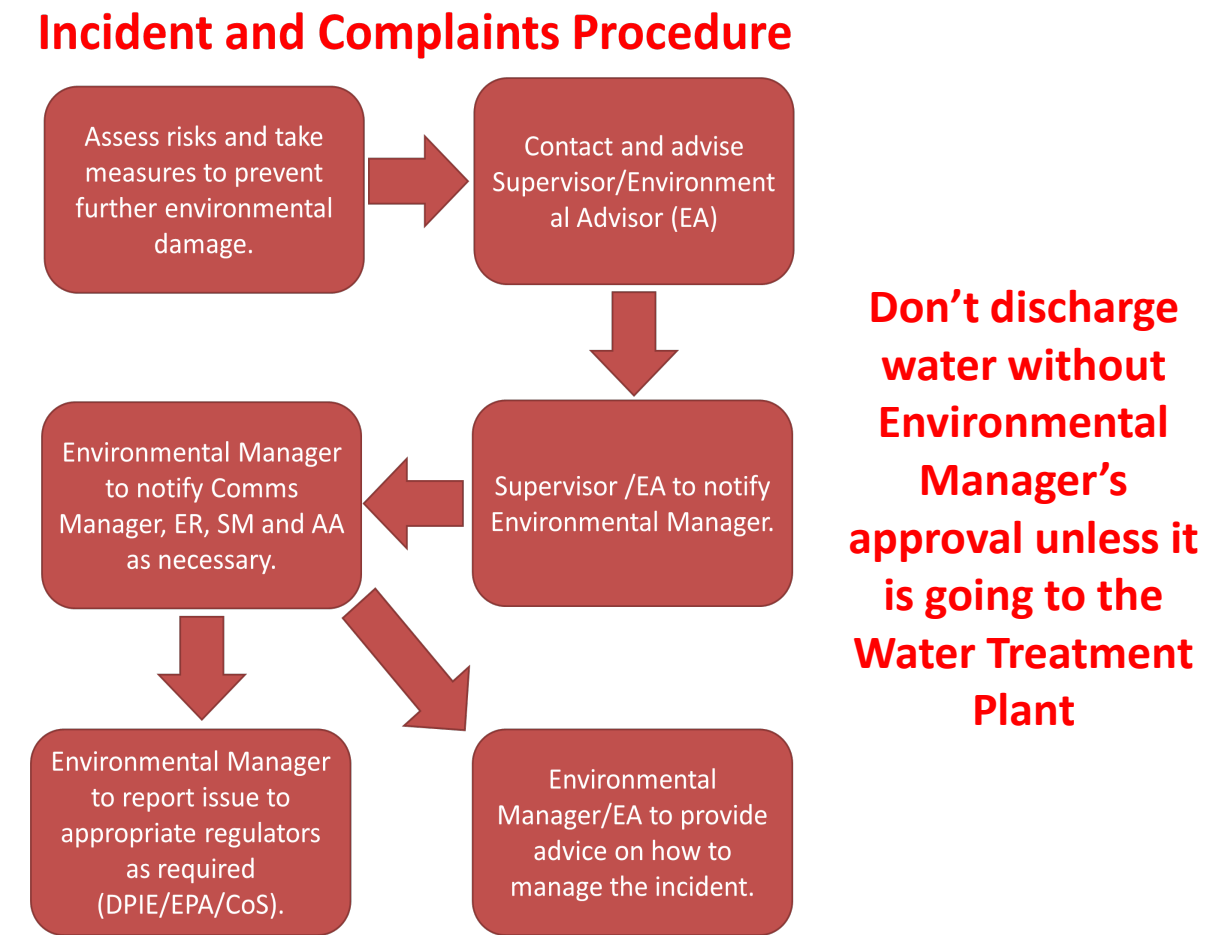 Incident and Complaints Procedure
Assess risks and take
measures to prevent
further environmental
damage.
Contact and advise
Supervisor/Environment
al Advisor (EA)
Supervisor /EA to notify
Environmental Manager.
Environmental Manager
to notify Comms
Manager, ER, SM and AA
as necessary.
Environmental Manager
to report issue to
appropriate regulators
as required
(DPIE/EPA/CoS).
Environmental
Manager/EA to provide
advice on how to
manage the incident.
Don’t discharge
water without
Environmental
Manager’s
approval unless it
is going to the
Water Treatment
Plant